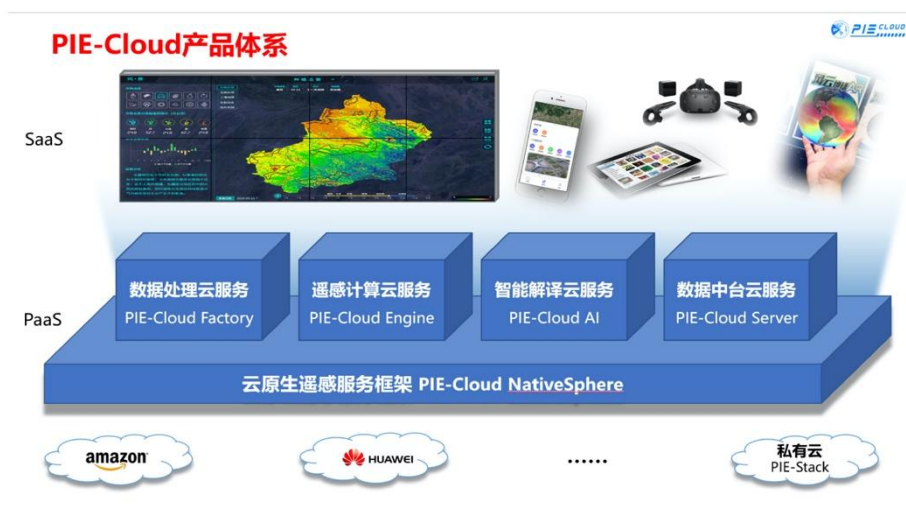 PIE-Cloud产品体系
PIE CLOUD
SaaS
数据处理云服务
PIE-Cloud Factory
遥感计算云服务
PIE-Cloud Engine
智能解译云服务
PIE-Cloud AI
数据中台云服务
PIE-Cloud Server
PaaS
云原生遥感服务框架 PIE-Cloud NativeSphere
amazon
HUAWEI
······
私有云
PIE-Stack